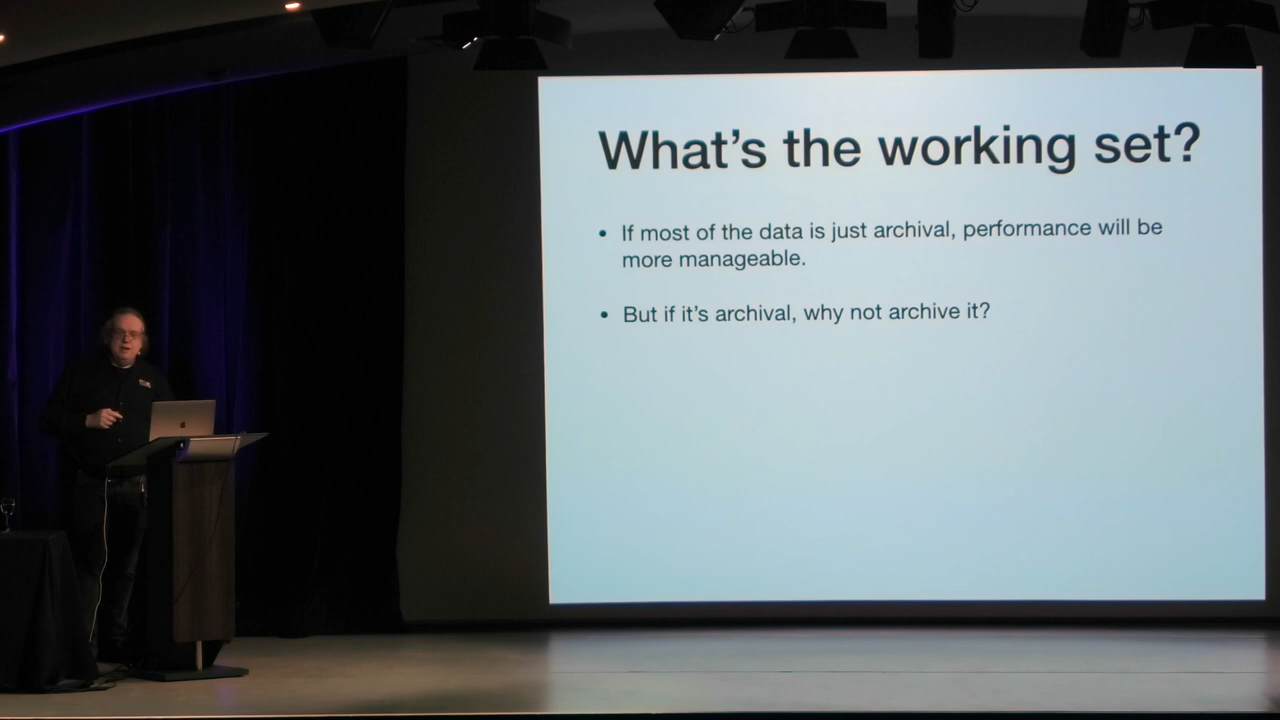 What's the working set?
• If most of the data is just archival, performance will be
more manageable.
• But if it's archival, why not archive it?